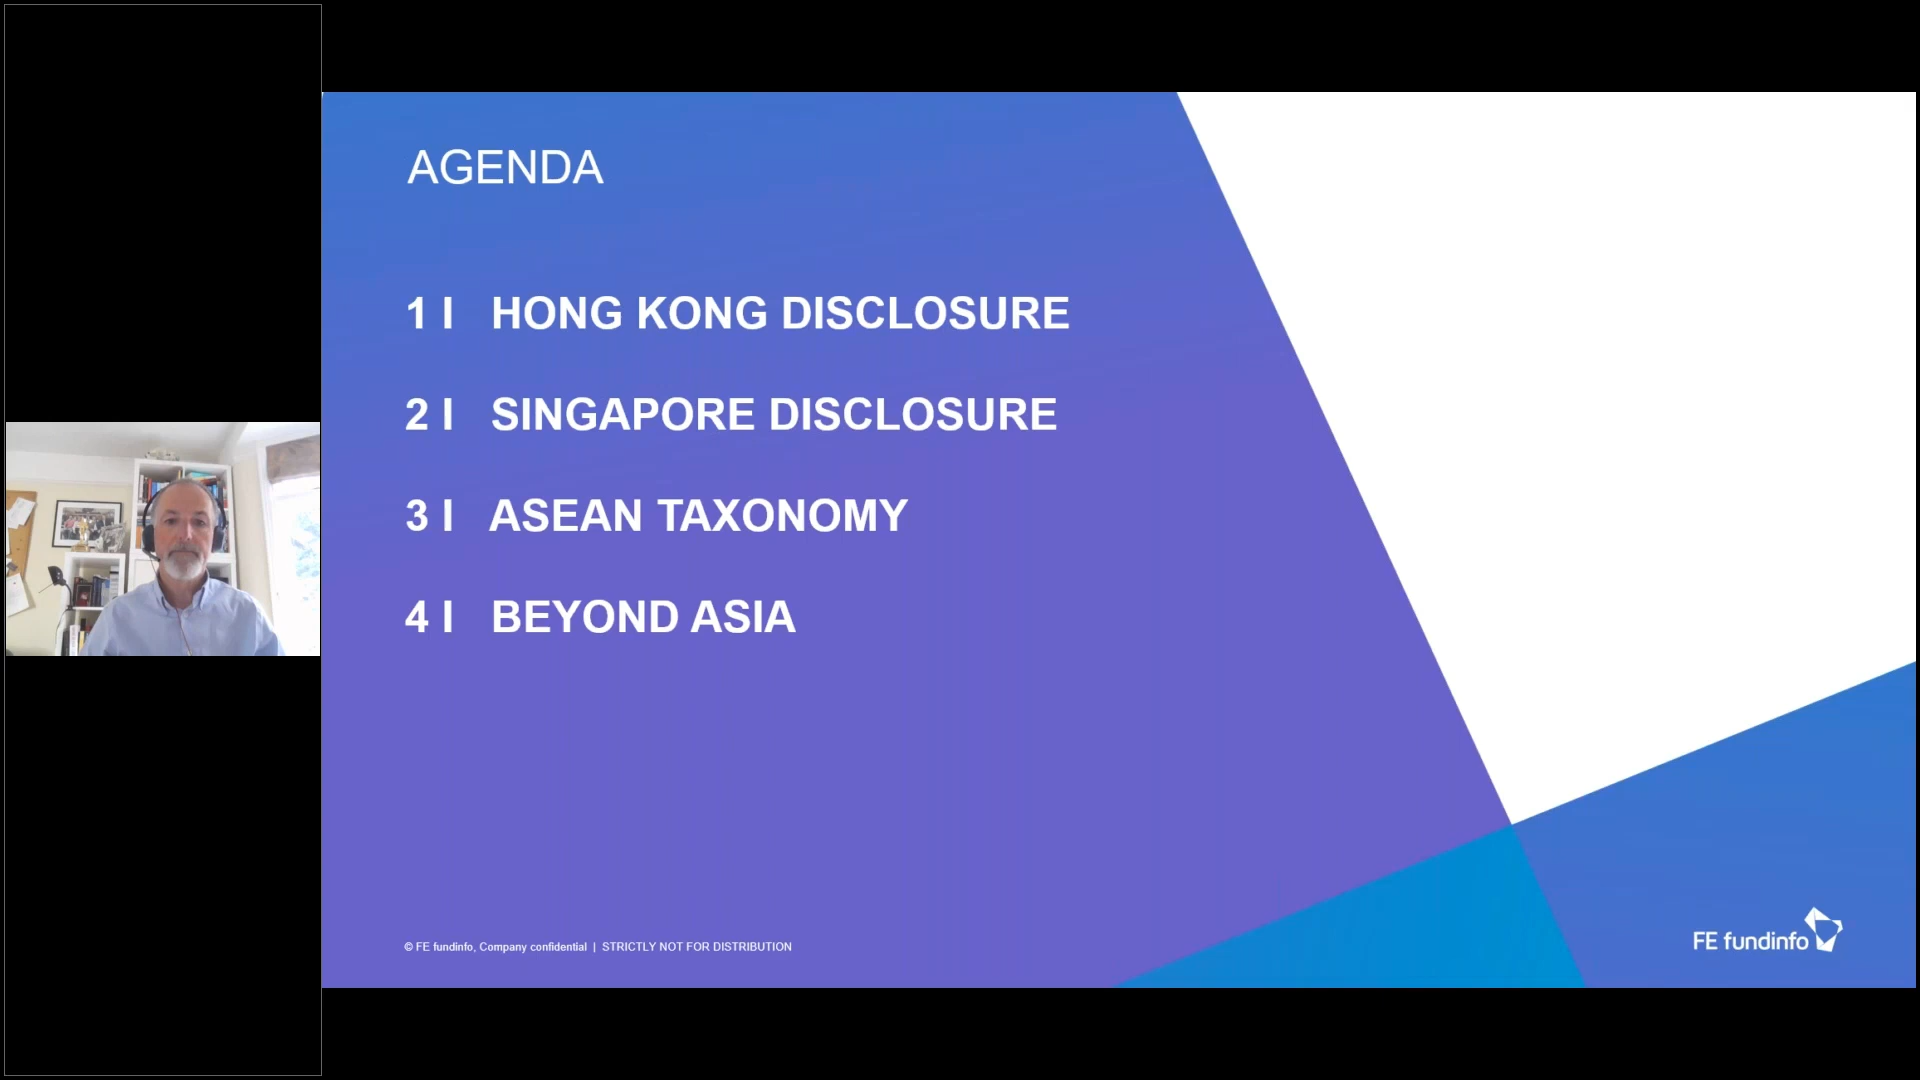 AGENDA
1 I HONG KONG DISCLOSURE
2 I SINGAPORE DISCLOSURE
3 I ASEAN TAXONOMY
4 I BEYOND ASIA
© FE fundinfo, Company confidential | STRICTLY NOT FOR DISTRIBUTION
FE fundinfo